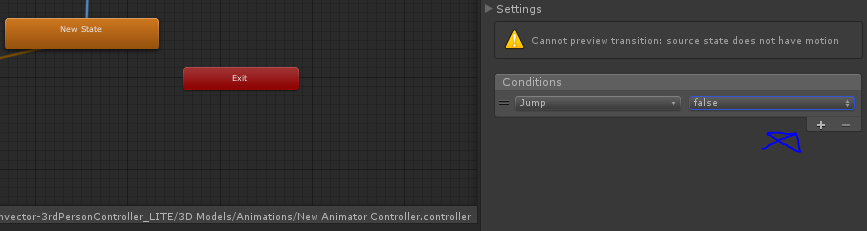 Settings
New State
Cannot preview transition: source state does not have motion
Exit
Conditions
Jump false
nvector-3rdPersonController_LITE/3D Models/Animations/New Animator Controller.controller